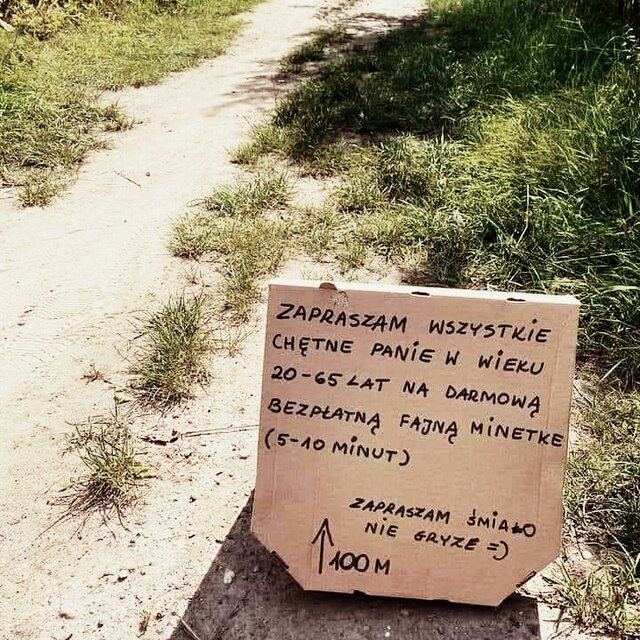 ZAPRASZAM WSZYSTKIE
CHĘTNE PANIE W WIEKU
20-65 LAT NA DARMOWĄ
BEZPŁATNĄ FAJNĄ MINETKE
(5-10 MINUT)
ZAPRASZAM ŚMIAŁO
NIE GRYZE =)
↑ 100 M